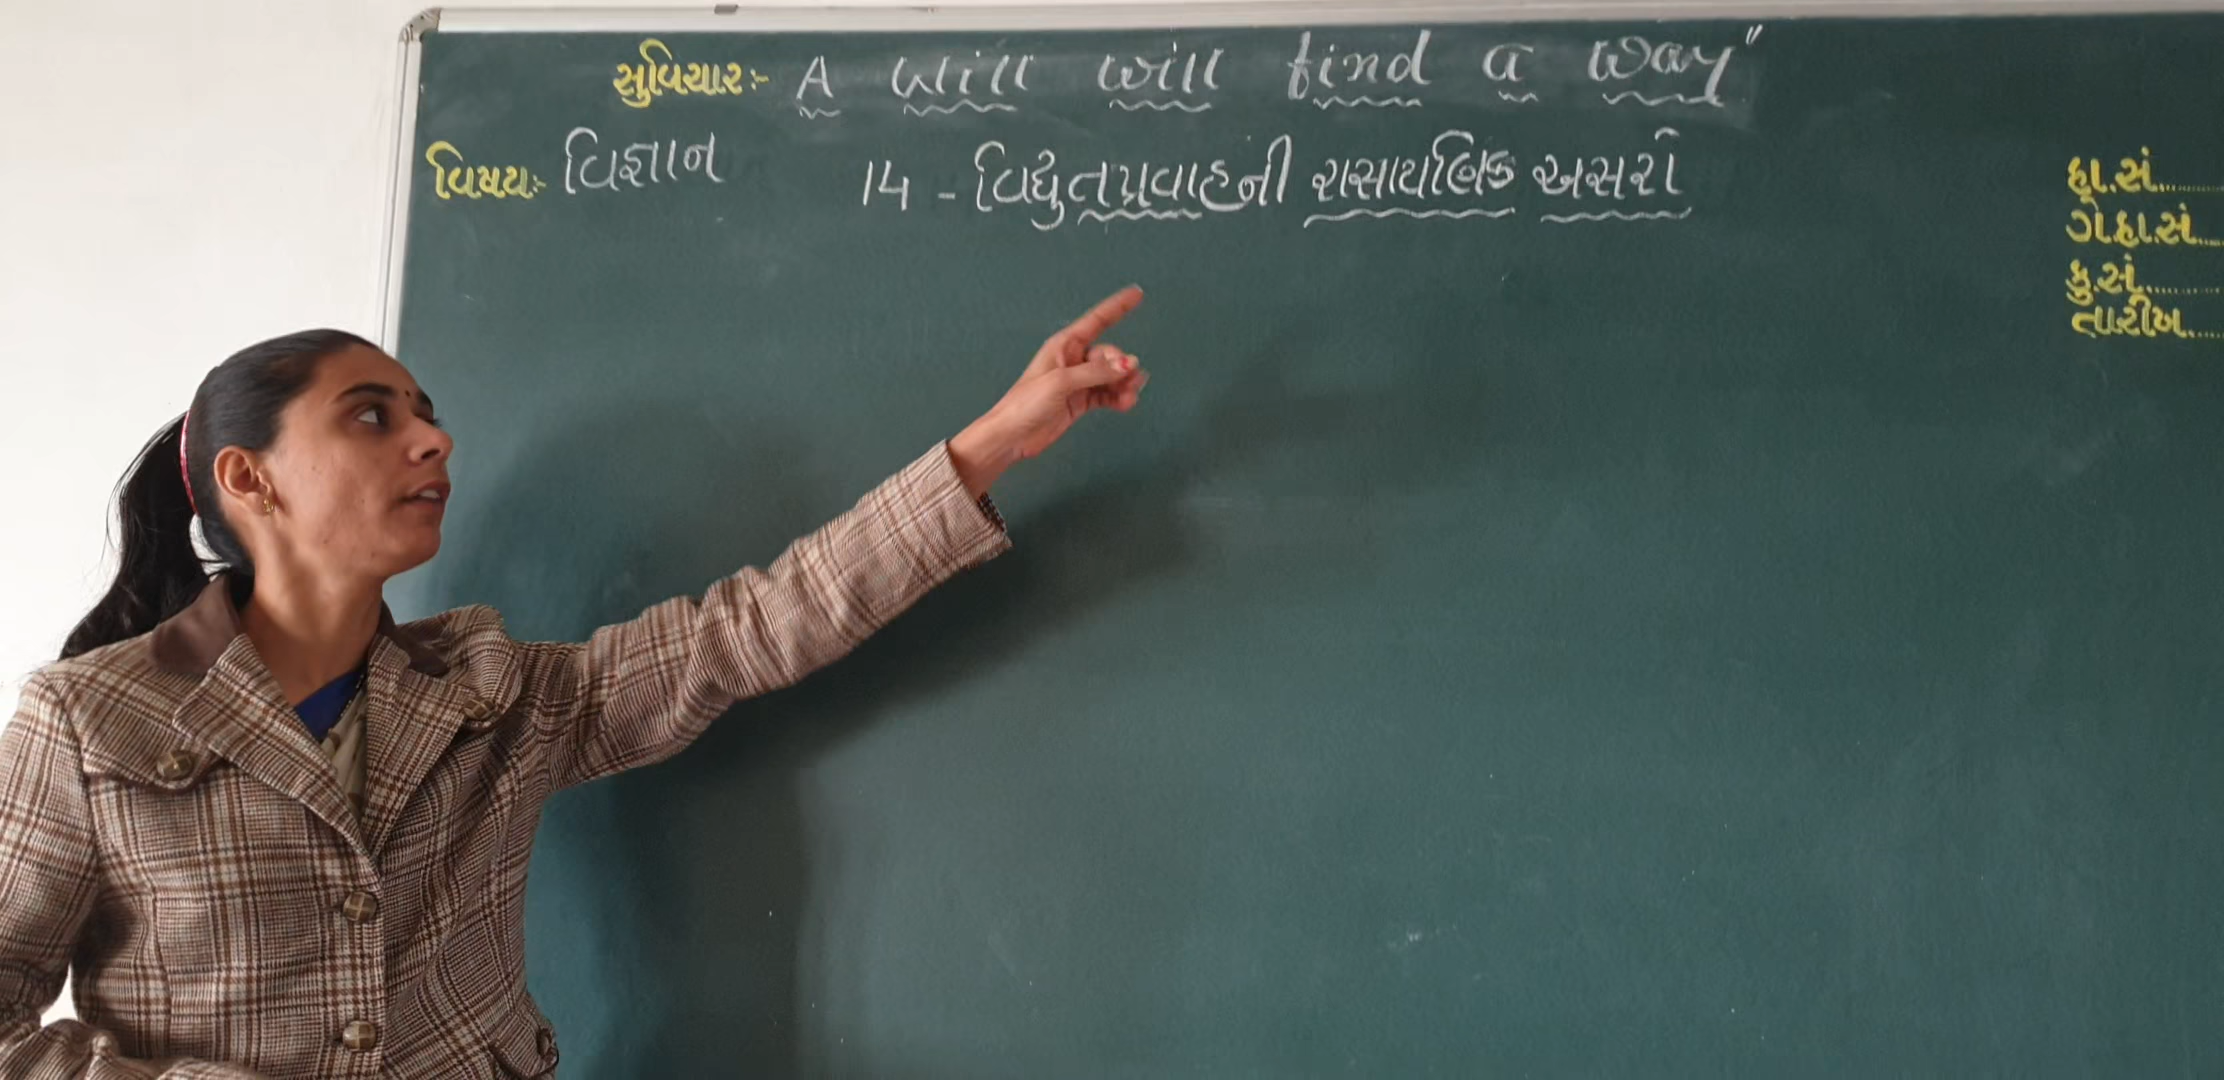 સુવિચાર:- A will will find a way"
વિષય:- વિજ્ઞાન 14 - વિદ્યુતપ્રવાહની રાસાયણિક અસરો
હા.સં........
ગે.હા.સં......
કુ.સં........
તારીખ.....